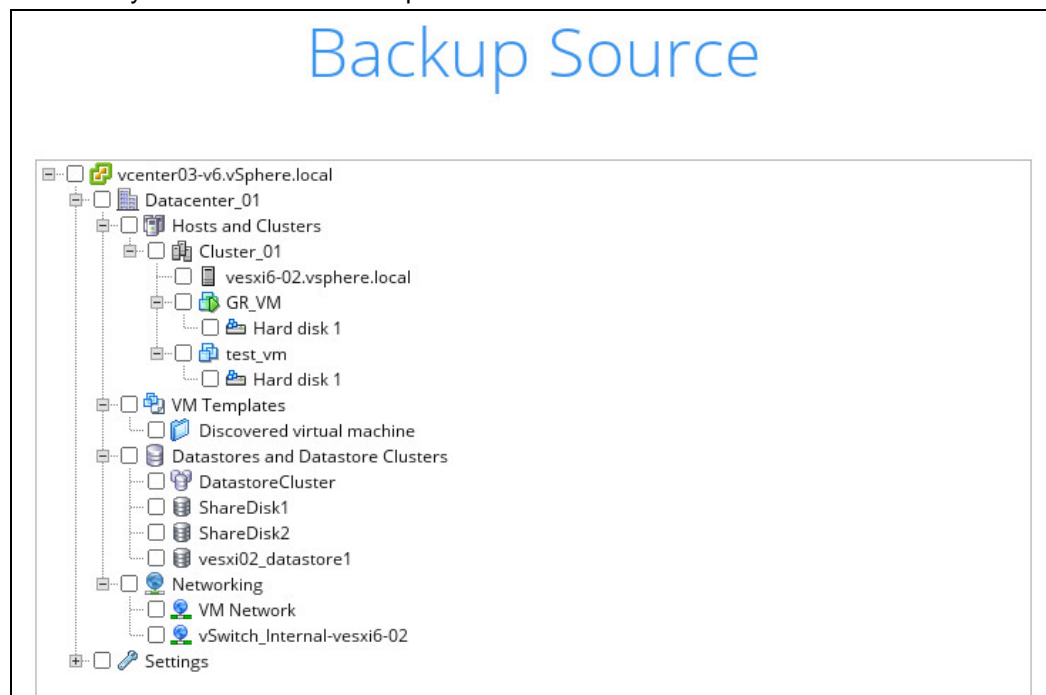 Backup Source
vcenter03-v6.vSphere.local
Datacenter_01
Hosts and Clusters
Cluster_01
vesxi6-02.vsphere.local
GR_VM
Hard disk 1
test_vm
Hard disk 1
VM Templates
Discovered virtual machine
Datastores and Datastore Clusters
DatastoreCluster
ShareDisk1
ShareDisk2
vesxi02_datastore1
Networking
VM Network
vSwitch_Internal-vesxi6-02
Settings